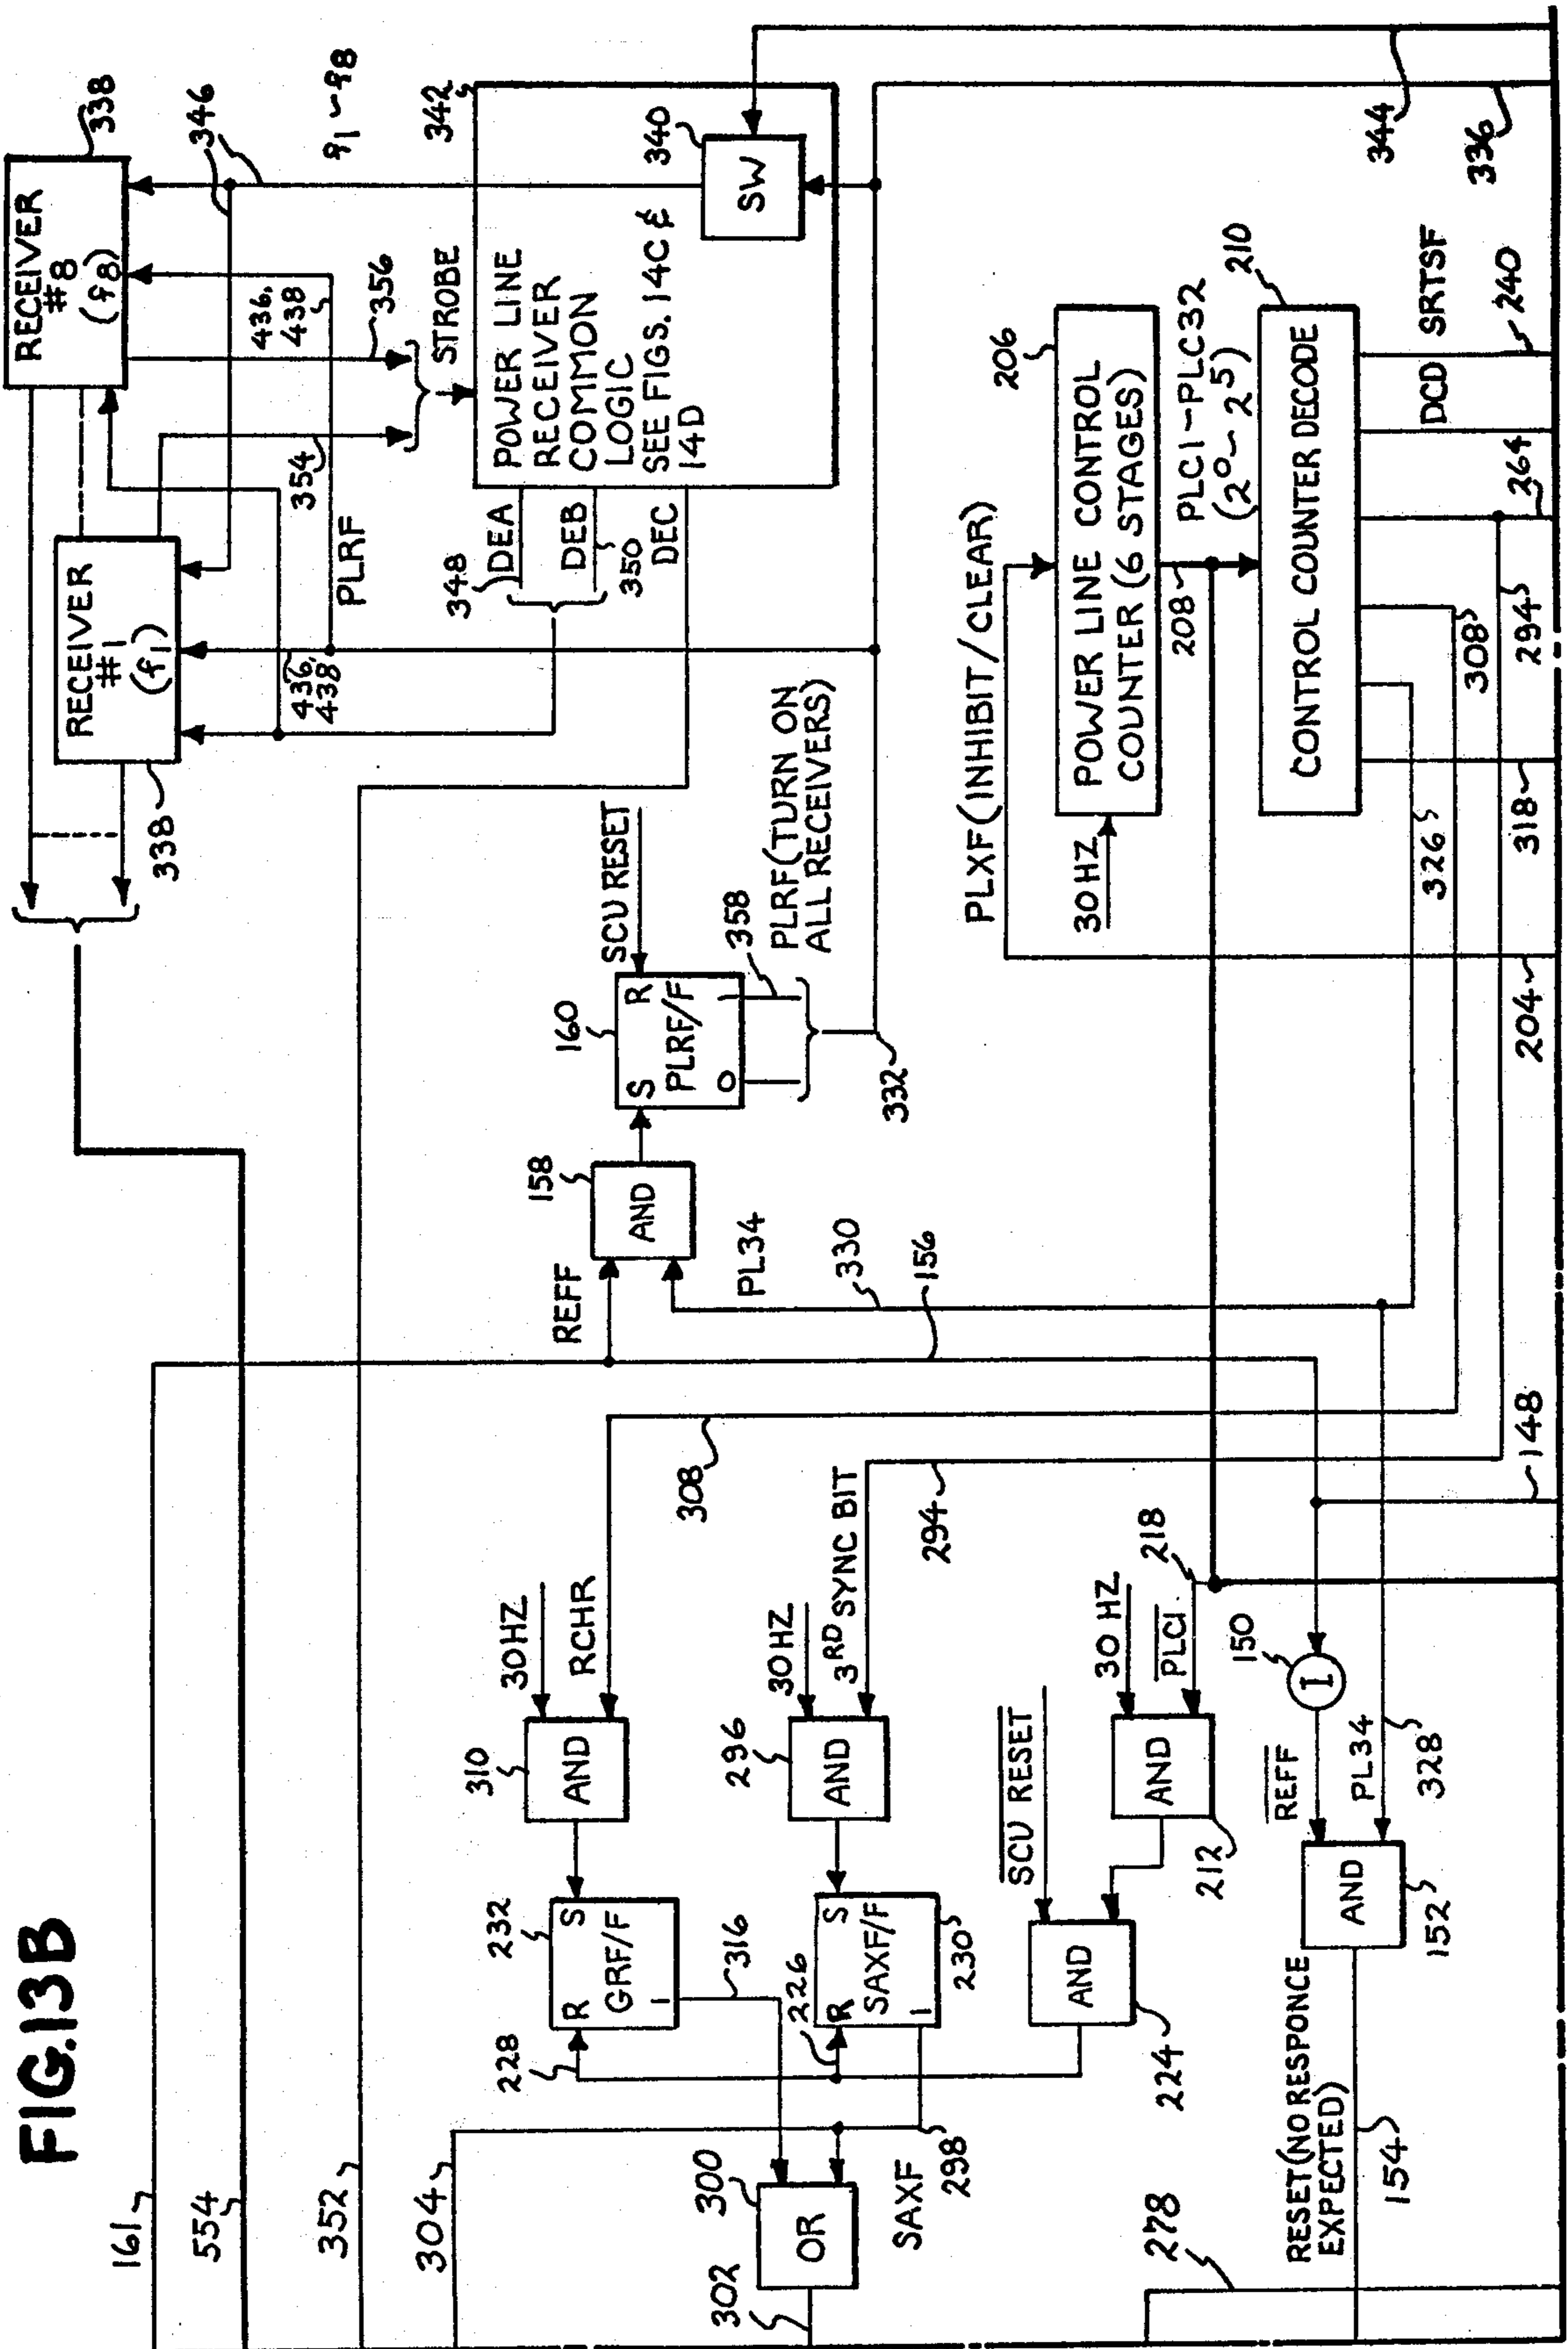 FIG.13B
161
554
352
304
302
300
OR
SAXF
298
278
RESET(NO RESPONCE
EXPECTED)
154
228
232
R S
GRF/F
1
316
226
R S
SAXF/F
1
230
AND
224
SCU RESET
310
AND
30HZ
RCHR
308
296
AND
30HZ
3RD SYNC BIT
294
AND
212
30 HZ
PLC1
218
150
I
REFF
PL34
328
AND
152
148
156
330
PL34
REFF
158
AND
160
S R
PLRF/F
0 1
SCU RESET
358
PLRF(TURN ON
ALL RECEIVERS)
332
338
RECEIVER
#1
(f1)
436,
438
PLRF
354
RECEIVER
#8
(f8)
338
436,
438
356
346
f1-f8
STROBE
342
POWER LINE
RECEIVER
COMMON
LOGIC
SEE FIGS. 14C &
14D
340
SW
348
DEA
DEB
350
DEC
PLXF(INHIBIT/CLEAR)
30HZ
206
POWER LINE CONTROL
COUNTER (6 STAGES)
208
PLC1-PLC32
(2^0-2^5)
210
CONTROL COUNTER DECODE
204
326
318
308
294
264
DCD SRTSF
240
336
344